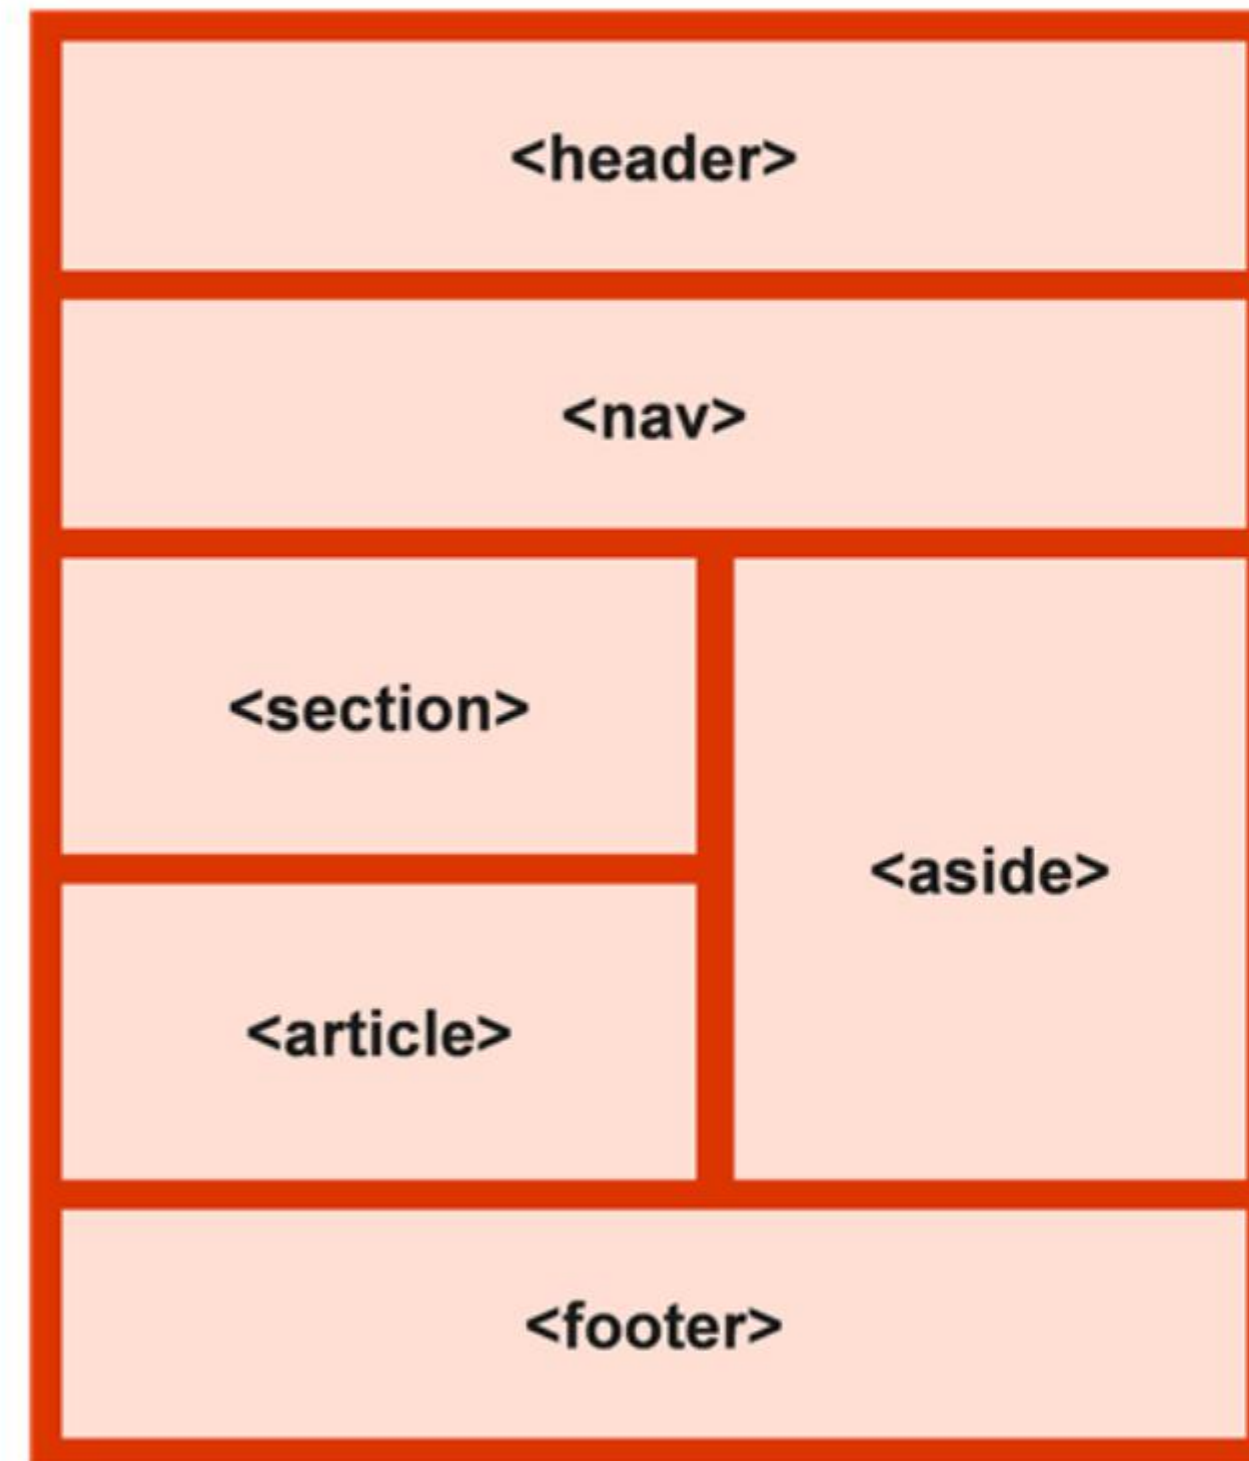 <header>
<nav>
<section>
<article>
<aside>
<footer>